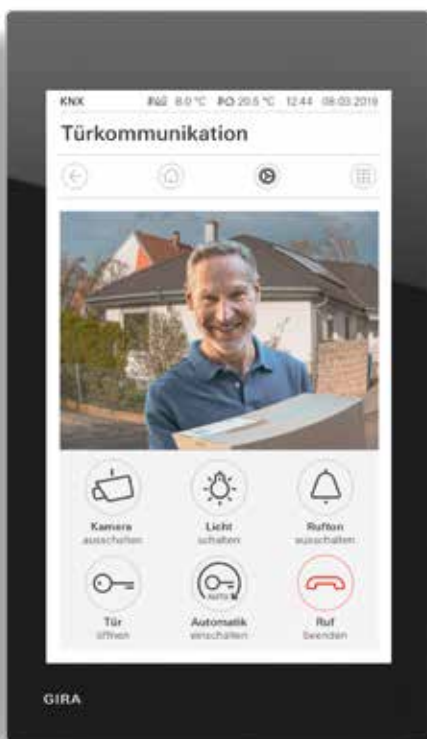 KNX 8.0 °C 20.5 °C 12:44 08.03.2019
Türkommunikation
Kamera Licht Rufton
ausschalten schalten ausschalten
AUTO
Tür Automatik Ruf
öffnen einschalten beenden
GIRA